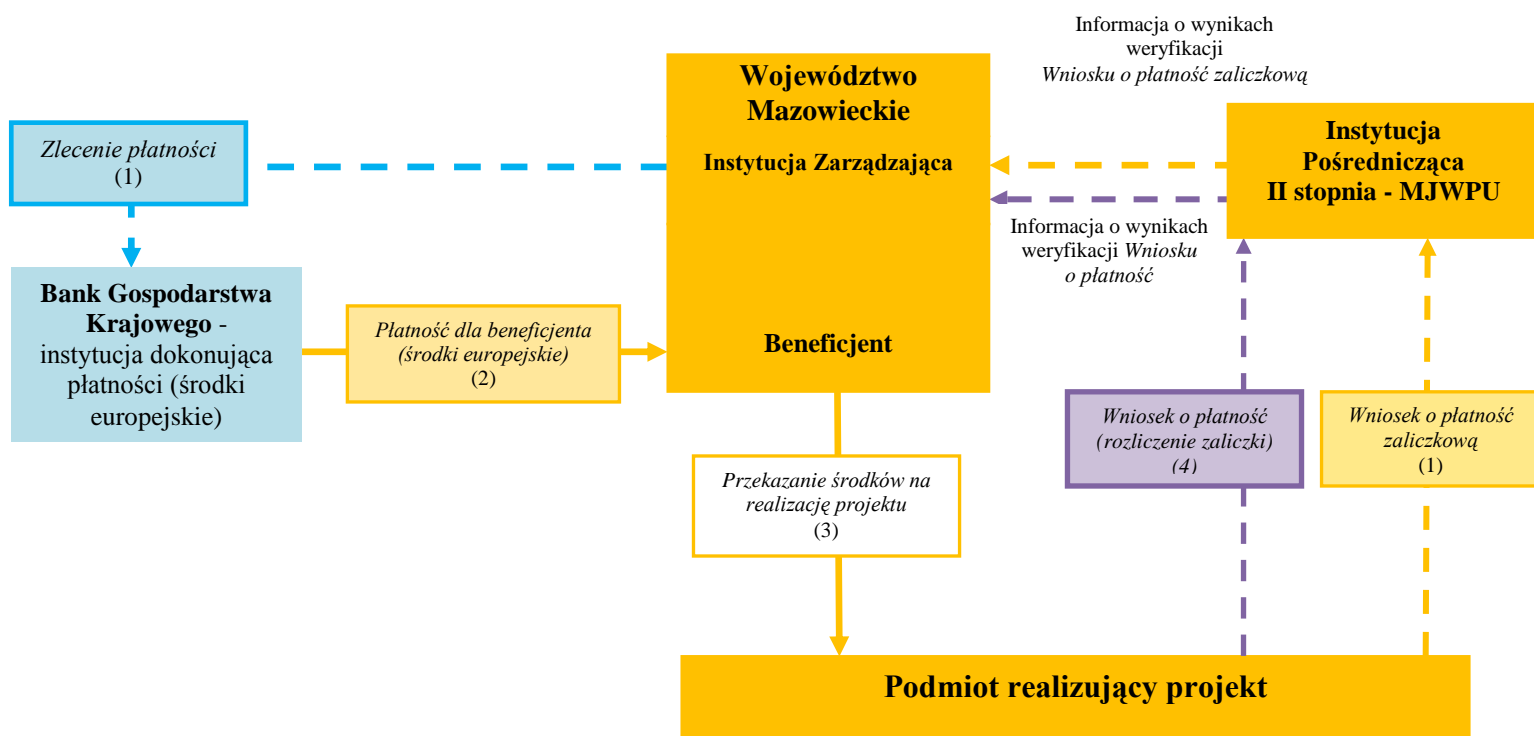 Informacja o wynikach
weryfikacji
Wniosku o płatność zaliczkową
Województwo
Mazowieckie
Instytucja Zarządzająca
Beneficjent
Instytucja
Pośrednicząca
II stopnia - MJWPU
Zlecenie płatności
(1)
Informacja o wynikach
weryfikacji Wniosku
o płatność
Bank Gospodarstwa
Krajowego -
instytucja dokonująca
płatności (środki
europejskie)
Płatność dla beneficjenta
(środki europejskie)
(2)
Wniosek o płatność
(rozliczenie zaliczki)
(4)
Wniosek o płatność
zaliczkową
(1)
Przekazanie środków na
realizację projektu
(3)
Podmiot realizujący projekt